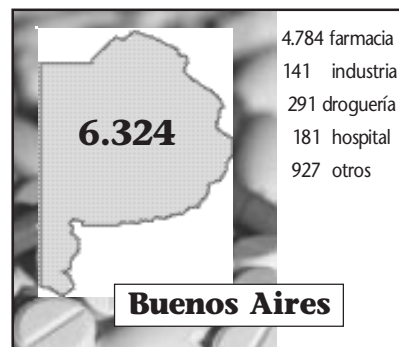 6.324
4.784 farmacia
141 industria
291 droguería
181 hospital
927 otros
Buenos Aires